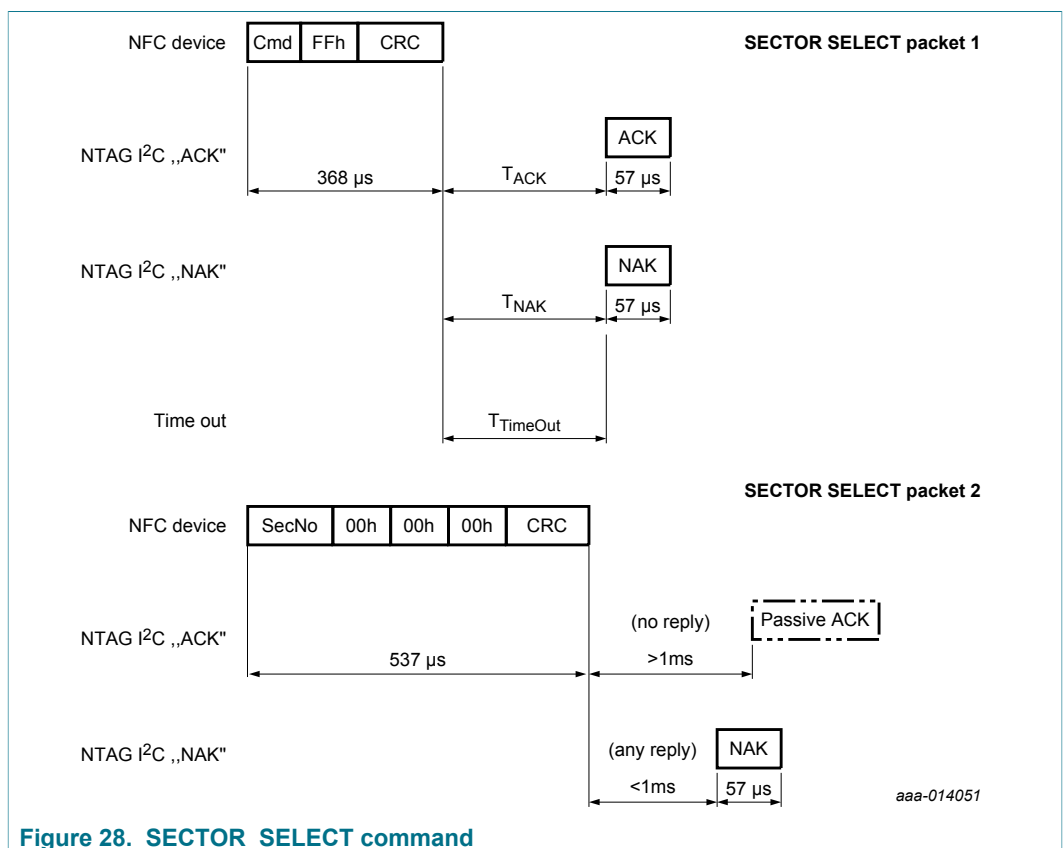 NFC device Cmd FFh CRC SECTOR SELECT packet 1
ACK
NTAG I2C ,,ACK"
368 µs TACK 57 µs
NAK
NTAG I2C ,,NAK"
TNAK 57 µs
Time out TTimeOut
SECTOR SELECT packet 2
NFC device SecNo 00h 00h 00h CRC
(no reply) Passive ACK
NTAG I2C ,,ACK"
537 µs >1ms
NTAG I2C ,,NAK" (any reply) NAK
<1ms 57 µs aaa-014051
Figure 28. SECTOR_SELECT command